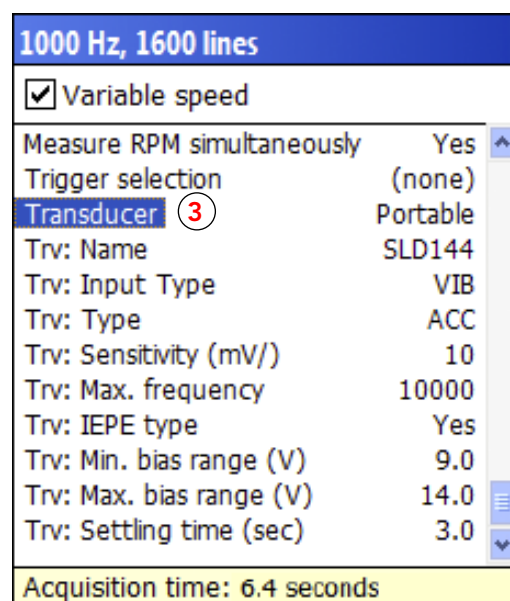 1000 Hz, 1600 lines
Variable speed
Measure RPM simultaneously Yes
Trigger selection (none)
Transducer 3 Portable
Trv: Name SLD144
Trv: Input Type VIB
Trv: Type ACC
Trv: Sensitivity (mV/) 10
Trv: Max. frequency 10000
Trv: IEPE type Yes
Trv: Min. bias range (V) 9.0
Trv: Max. bias range (V) 14.0
Trv: Settling time (sec) 3.0
Acquisition time: 6.4 seconds